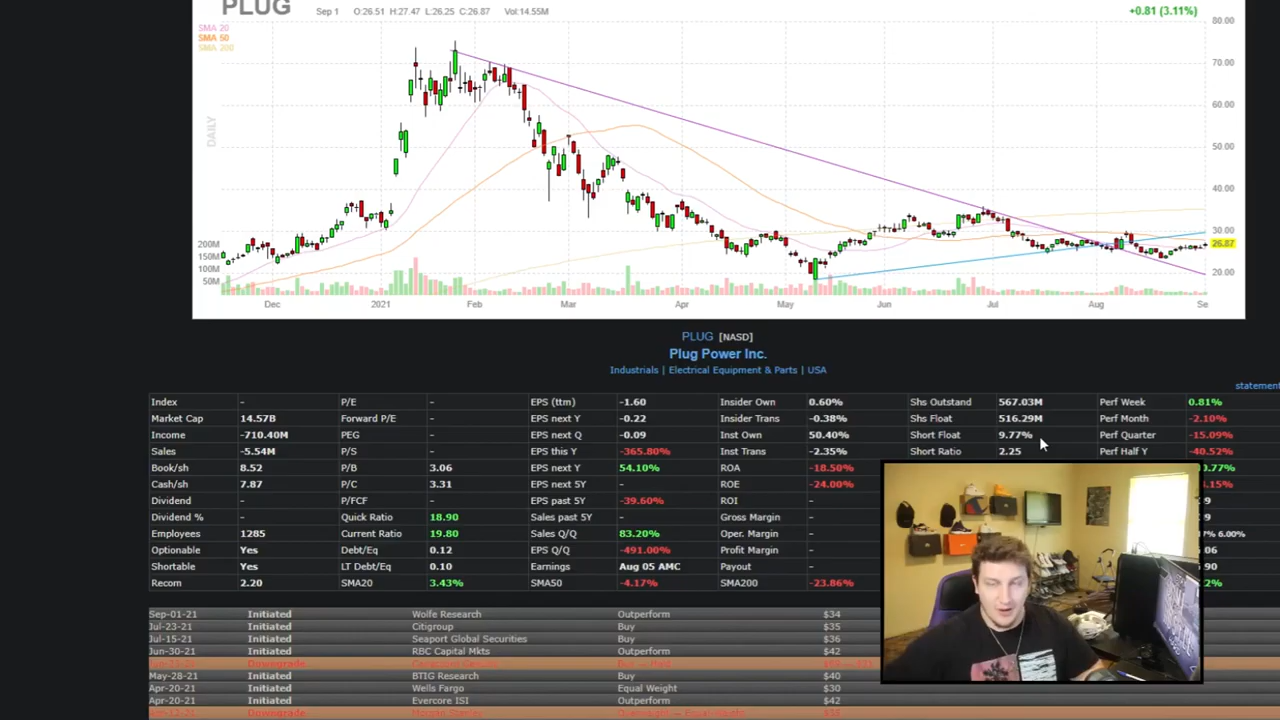 PLUG Sep 1 O:26.51 H:27.47 L:26.25 C:26.87 Vol:14.55M +0.81 (3.11%)
SMA 20
SMA 50
SMA 200
DAILY
80.00
70.00
60.00
50.00
40.00
30.00
26.87
20.00
200M
150M
100M
50M
Dec 2021 Feb Mar Apr May Jun Jul Aug Se
PLUG [NASD]
Plug Power Inc.
Industrials | Electrical Equipment & Parts | USA
statement
Index - P/E - EPS (ttm) -1.60 Insider Own 0.60% Shs Outstand 567.03M Perf Week 0.81%
Market Cap 14.57B Forward P/E - EPS next Y -0.22 Insider Trans -0.38% Shs Float 516.29M Perf Month -2.10%
Income -710.40M PEG - EPS next Q -0.09 Inst Own 50.40% Short Float 9.77% Perf Quarter -15.09%
Sales -5.54M P/S - EPS this Y -365.80% Inst Trans -2.35% Short Ratio 2.25 Perf Half Y -40.52%
Book/sh 8.52 P/B 3.06 EPS next Y 54.10% ROA -18.50%
Cash/sh 7.87 P/C 3.31 EPS next 5Y - ROE -24.00%
Dividend - P/FCF - EPS past 5Y -39.60% ROI -
Dividend % - Quick Ratio 18.90 Sales past 5Y - Gross Margin -
Employees 1285 Current Ratio 19.80 Sales Q/Q 83.20% Oper. Margin - 6.00%
Optionable Yes Debt/Eq 0.12 EPS Q/Q -491.00% Profit Margin -
Shortable Yes LT Debt/Eq 0.10 Earnings Aug 05 AMC Payout -
Recom 2.20 SMA20 3.43% SMA50 -4.17% SMA200 -23.86%
Sep-01-21 Initiated Wolfe Research Outperform $34
Jul-23-21 Initiated Citigroup Buy $35
Jul-15-21 Initiated Seaport Global Securities Buy $36
Jun-30-21 Initiated RBC Capital Mkts Outperform $42
Downgrade
May-28-21 Initiated BTIG Research Buy $40
Apr-20-21 Initiated Wells Fargo Equal Weight $30
Apr-20-21 Initiated Evercore ISI Outperform $42
Downgrade Morgan Stanley